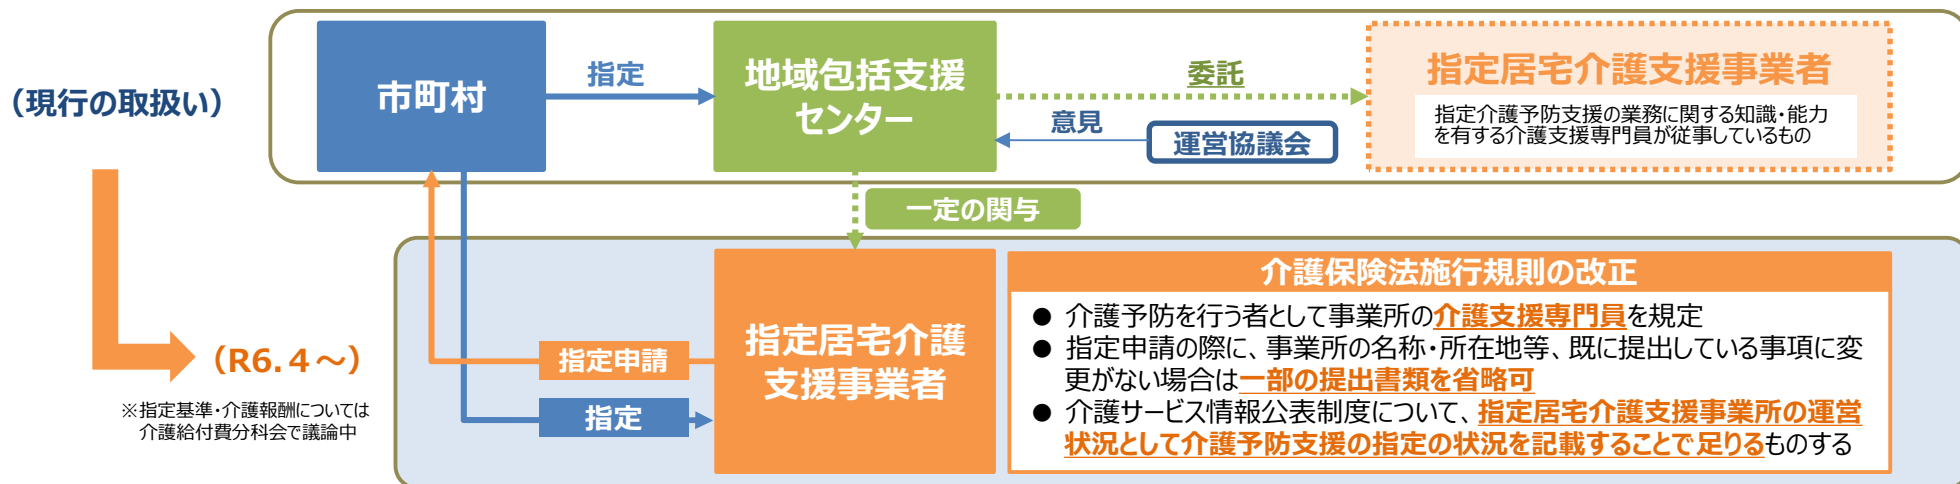 （現行の取扱い）
市町村
指定
地域包括支援
センター
委託
意見
運営協議会
指定居宅介護支援事業者
指定介護予防支援の業務に関する知識・能力
を有する介護支援専門員が従事しているもの
一定の関与
（R6.４～）
※指定基準・介護報酬については
介護給付費分科会で議論中
指定申請
指定
指定居宅介護
支援事業者
介護保険法施行規則の改正
● 介護予防を行う者として事業所の介護支援専門員を規定
● 指定申請の際に、事業所の名称・所在地等、既に提出している事項に変
更がない場合は一部の提出書類を省略可
● 介護サービス情報公表制度について、指定居宅介護支援事業所の運営
状況として介護予防支援の指定の状況を記載することで足りるものする